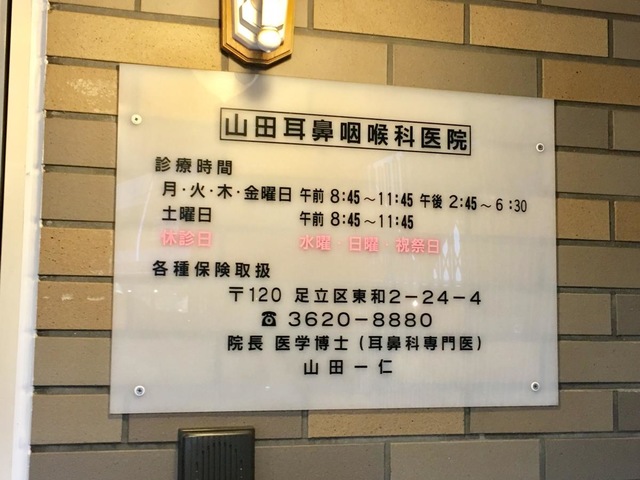 山田耳鼻咽喉科医院
診療時間
月・火・木・金曜日 午前 8:45～11:45 午後 2:45～6:30
土曜日 午前 8:45～11:45
休診日 水曜・日曜・祝祭日
各種保険取扱
〒120 足立区東和2－24－4
☎ 3620－8880
院長 医学博士（耳鼻科専門医）
山田一仁